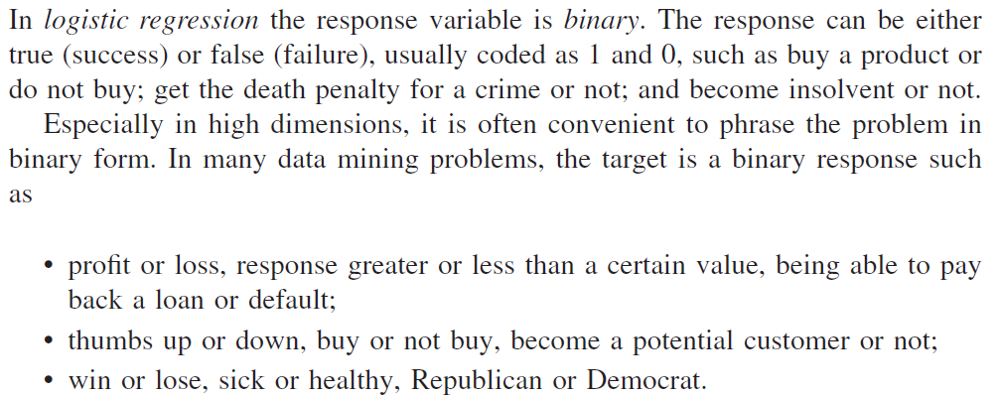 In logistic regression the response variable is binary. The response can be either
true (success) or false (failure), usually coded as 1 and 0, such as buy a product or
do not buy; get the death penalty for a crime or not; and become insolvent or not.
Especially in high dimensions, it is often convenient to phrase the problem in
binary form. In many data mining problems, the target is a binary response such
as
• profit or loss, response greater or less than a certain value, being able to pay
back a loan or default;
• thumbs up or down, buy or not buy, become a potential customer or not;
• win or lose, sick or healthy, Republican or Democrat.